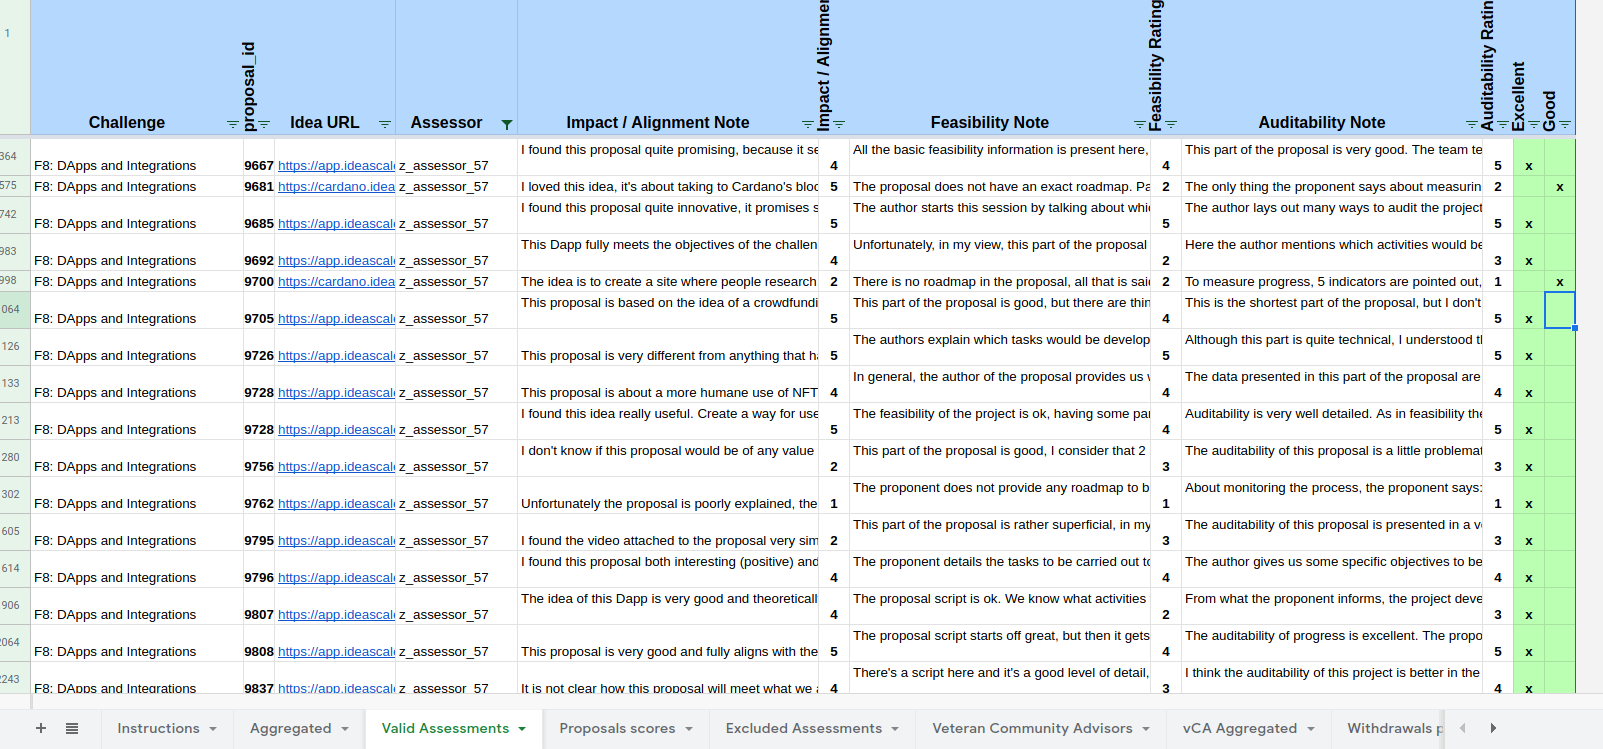 1 Challenge proposal_id Idea URL Assessor Impact / Alignment Note Impact / Alignmen Feasibility Note Feasibility Rating Auditability Note Auditability Ratin Excellent Good
364 F8: DApps and Integrations 9667 https://app.ideascal z_assessor_57 I found this proposal quite promising, because it se 4 All the basic feasibility information is present here, 4 This part of the proposal is very good. The team te 5 x
575 F8: DApps and Integrations 9681 https://cardano.idea z_assessor_57 I loved this idea, it's about taking to Cardano's bloc 5 The proposal does not have an exact roadmap. Pa 2 The only thing the proponent says about measurin 2 x
742 F8: DApps and Integrations 9685 https://app.ideascal z_assessor_57 I found this proposal quite innovative, it promises s 5 The author starts this session by talking about whi 5 The author lays out many ways to audit the project 5 x
983 F8: DApps and Integrations 9692 https://app.ideascal z_assessor_57 This Dapp fully meets the objectives of the challen 4 Unfortunately, in my view, this part of the proposal 2 Here the author mentions which activities would be 3 x
998 F8: DApps and Integrations 9700 https://cardano.idea z_assessor_57 The idea is to create a site where people research 2 There is no roadmap in the proposal, all that is said 2 To measure progress, 5 indicators are pointed out, 1 x
064 F8: DApps and Integrations 9705 https://app.ideascal z_assessor_57 This proposal is based on the idea of a crowdfundi 5 This part of the proposal is good, but there are thin 4 This is the shortest part of the proposal, but I don't 5 x
126 F8: DApps and Integrations 9726 https://app.ideascal z_assessor_57 This proposal is very different from anything that ha 5 The authors explain which tasks would be develop 5 Although this part is quite technical, I understood t 5 x
133 F8: DApps and Integrations 9728 https://app.ideascal z_assessor_57 This proposal is about a more humane use of NFT 4 In general, the author of the proposal provides us w 4 The data presented in this part of the proposal are 4 x
213 F8: DApps and Integrations 9728 https://app.ideascal z_assessor_57 I found this idea really useful. Create a way for use 5 The feasibility of the project is ok, having some par 4 Auditability is very well detailed. As in feasibility the 5 x
280 F8: DApps and Integrations 9756 https://app.ideascal z_assessor_57 I don't know if this proposal would be of any value 2 This part of the proposal is good, I consider that 2 3 The auditability of this proposal is a little problemat 3 x
302 F8: DApps and Integrations 9762 https://app.ideascal z_assessor_57 Unfortunately the proposal is poorly explained, the 1 The proponent does not provide any roadmap to b 1 About monitoring the process, the proponent says: 1 x
605 F8: DApps and Integrations 9795 https://app.ideascal z_assessor_57 I found the video attached to the proposal very sim 2 This part of the proposal is rather superficial, in my 3 The auditability of this proposal is presented in a v 3 x
614 F8: DApps and Integrations 9796 https://app.ideascal z_assessor_57 I found this proposal both interesting (positive) and 4 The proponent details the tasks to be carried out to 4 The author gives us some specific objectives to be 4 x
906 F8: DApps and Integrations 9807 https://app.ideascal z_assessor_57 The idea of this Dapp is very good and theoreticall 4 The proposal script is ok. We know what activities 2 From what the proponent informs, the project deve 3 x
2064 F8: DApps and Integrations 9808 https://app.ideascal z_assessor_57 This proposal is very good and fully aligns with the 5 The proposal script starts off great, but then it gets 4 The auditability of progress is excellent. The propo 5 x
2243 F8: DApps and Integrations 9837 https://app.ideascal z_assessor_57 It is not clear how this proposal will meet what we a 4 There's a script here and it's a good level of detail, 3 I think the auditability of this project is better in the 4 x
+ Instructions Aggregated Valid Assessments Proposals scores Excluded Assessments Veteran Community Advisors vCA Aggregated Withdrawals p